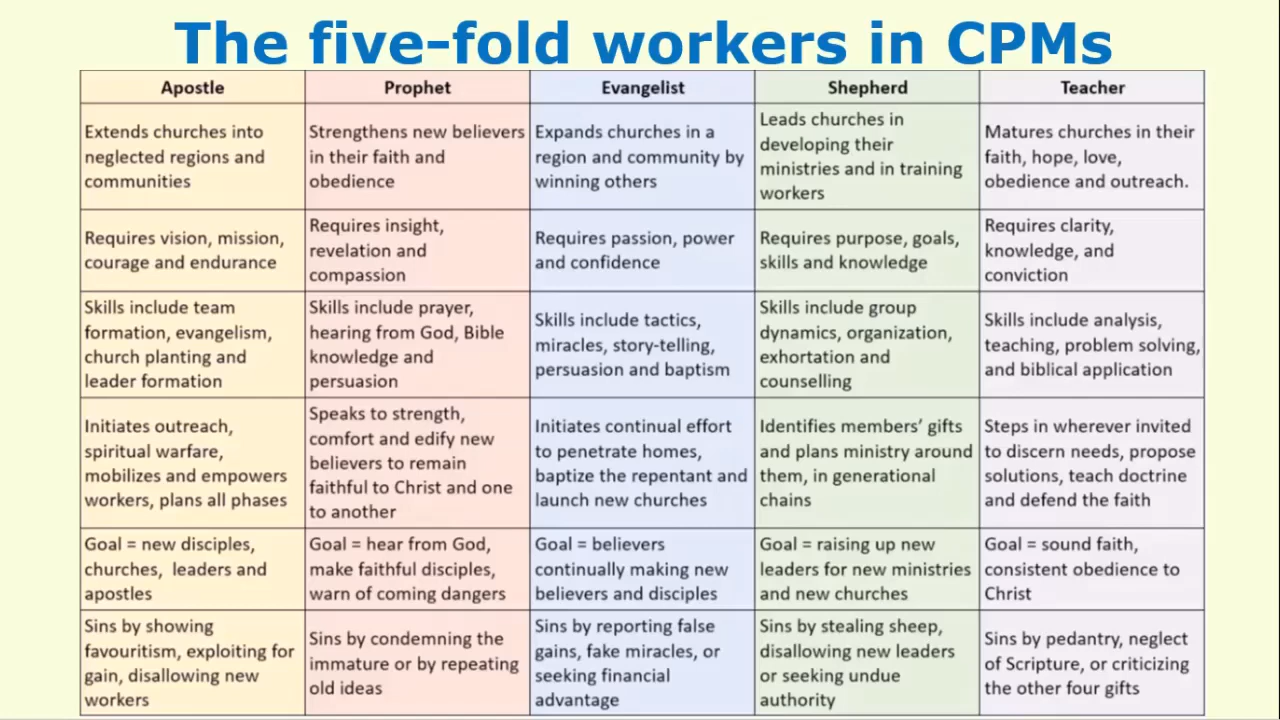 The five-fold workers in CPMs
Apostle
Prophet
Evangelist
Shepherd
Teacher
Extends churches into
neglected regions and
communities
Strengthens new believers
in their faith and
obedience
Expands churches in a
region and community by
winning others
Leads churches in
developing their
ministries and in training
workers
Matures churches in their
faith, hope, love,
obedience and outreach.
Requires vision, mission,
courage and endurance
Requires insight,
revelation and
compassion
Requires passion, power
and confidence
Requires purpose, goals,
skills and knowledge
Requires clarity,
knowledge, and
conviction
Skills include team
formation, evangelism,
church planting and
leader formation
Skills include prayer,
hearing from God, Bible
knowledge and
persuasion
Skills include tactics,
miracles, story-telling,
persuasion and baptism
Skills include group
dynamics, organization,
exhortation and
counselling
Skills include analysis,
teaching, problem solving,
and biblical application
Initiates outreach,
spiritual warfare,
mobilizes and empowers
workers, plans all phases
Speaks to strength,
comfort and edify new
believers to remain
faithful to Christ and one
to another
Initiates continual effort
to penetrate homes,
baptize the repentant and
launch new churches
Identifies members’ gifts
and plans ministry around
them, in generational
chains
Steps in wherever invited
to discern needs, propose
solutions, teach doctrine
and defend the faith
Goal = new disciples,
churches, leaders and
apostles
Goal = hear from God,
make faithful disciples,
warn of coming dangers
Goal = believers
continually making new
believers and disciples
Goal = raising up new
leaders for new ministries
and new churches
Goal = sound faith,
consistent obedience to
Christ
Sins by showing
favouritism, exploiting for
gain, disallowing new
workers
Sins by condemning the
immature or by repeating
old ideas
Sins by reporting false
gains, fake miracles, or
seeking financial
advantage
Sins by stealing sheep,
disallowing new leaders
or seeking undue
authority
Sins by pedantry, neglect
of Scripture, or criticizing
the other four gifts